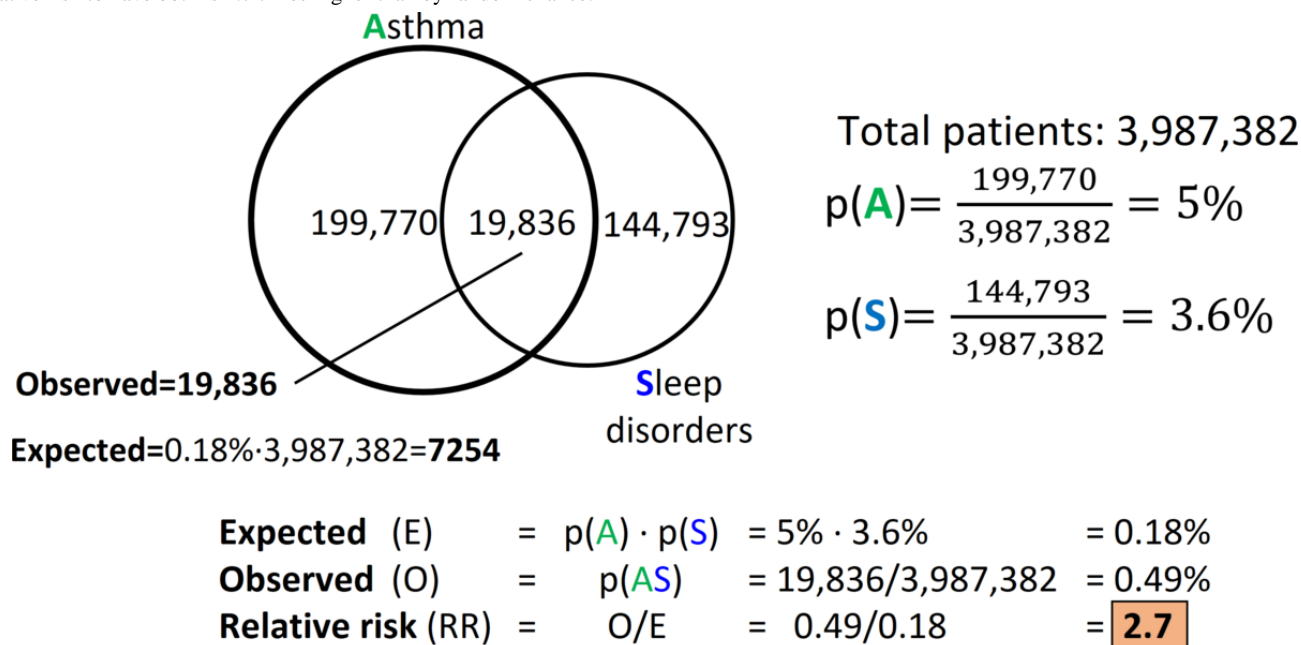 Asthma
199,770 19,836 144,793
Observed=19,836
Expected=0.18%·3,987,382=7254
Sleep
disorders
Total patients: 3,987,382
p(A)= 199,770 / 3,987,382 = 5%
p(S)= 144,793 / 3,987,382 = 3.6%
Expected (E) = p(A) · p(S) = 5% · 3.6% = 0.18%
Observed (O) = p(AS) = 19,836/3,987,382 = 0.49%
Relative risk (RR) = O/E = 0.49/0.18 = 2.7